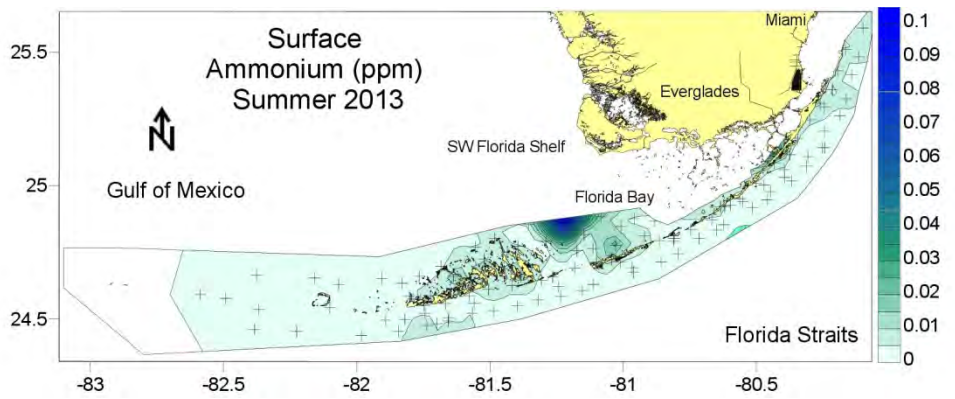 Surface
Ammonium (ppm)
Summer 2013
N
Gulf of Mexico
SW Florida Shelf
Everglades
Miami
Florida Bay
Florida Straits
25.5
25
24.5
-83
-82.5
-82
-81.5
-81
-80.5
0.1
0.09
0.08
0.07
0.06
0.05
0.04
0.03
0.02
0.01
0